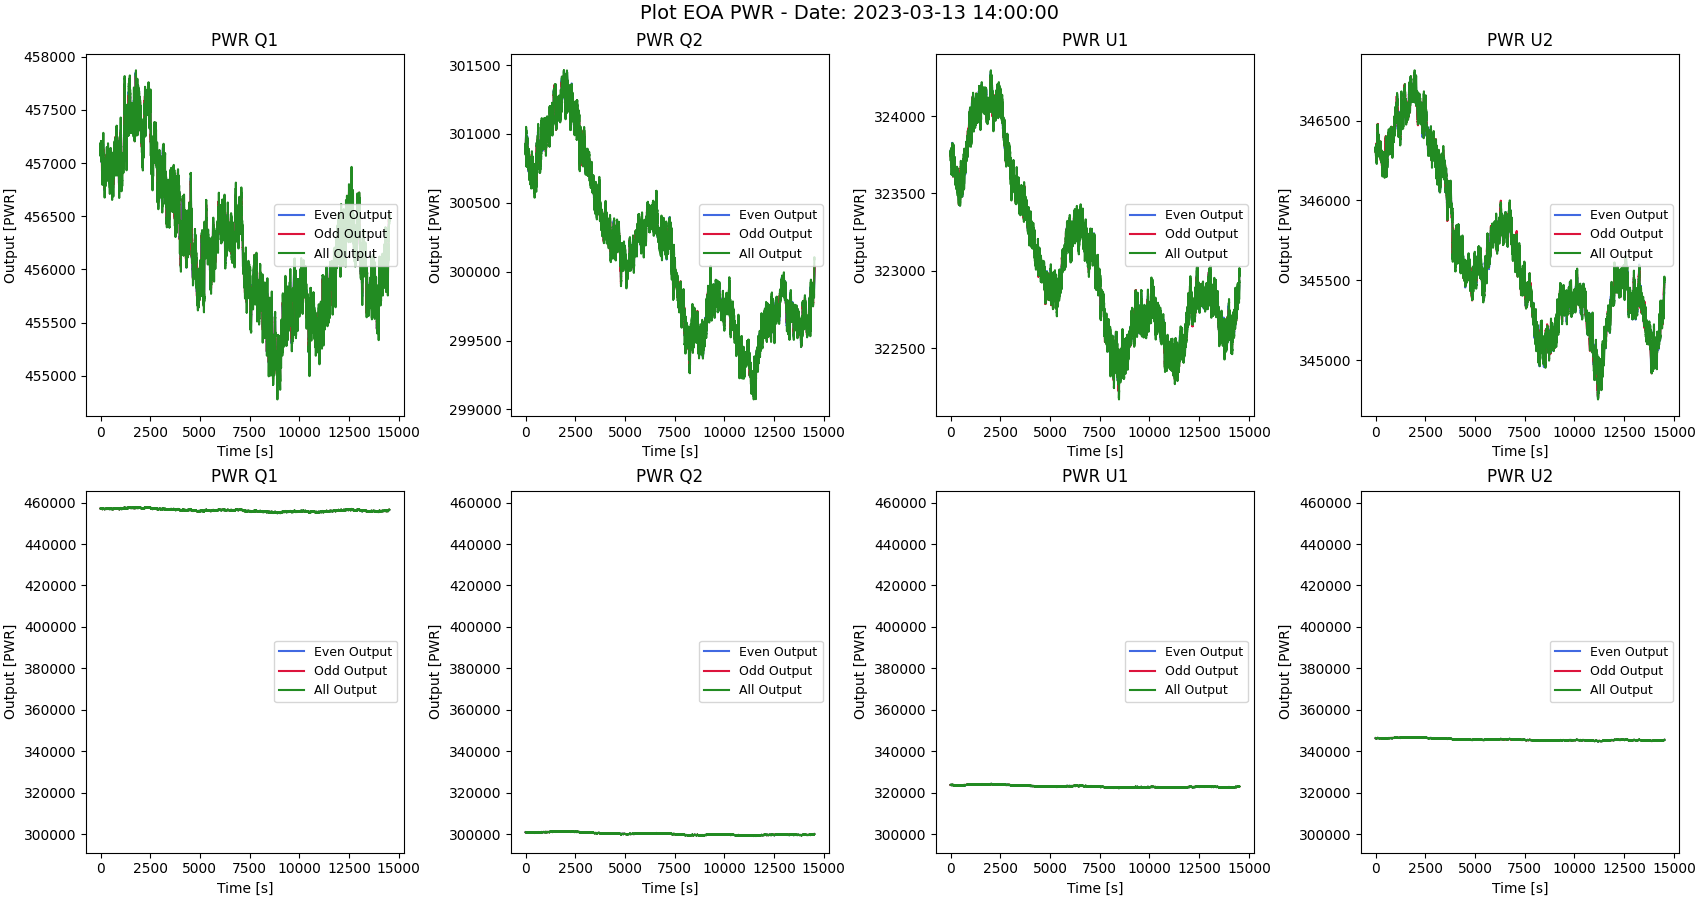 Plot EOA PWR - Date: 2023-03-13 14:00:00
PWR Q1
458000
457500
457000
456500
456000
455500
455000
Output [PWR]
Even Output
Odd Output
All Output
0 2500 5000 7500 10000 12500 15000
Time [s]
PWR Q2
301500
301000
300500
300000
299500
299000
Output [PWR]
Even Output
Odd Output
All Output
0 2500 5000 7500 10000 12500 15000
Time [s]
PWR U1
324000
323500
323000
322500
Output [PWR]
Even Output
Odd Output
All Output
0 2500 5000 7500 10000 12500 15000
Time [s]
PWR U2
346500
346000
345500
345000
Output [PWR]
Even Output
Odd Output
All Output
0 2500 5000 7500 10000 12500 15000
Time [s]
PWR Q1
460000
440000
420000
400000
380000
360000
340000
320000
300000
Output [PWR]
Even Output
Odd Output
All Output
0 2500 5000 7500 10000 12500 15000
Time [s]
PWR Q2
460000
440000
420000
400000
380000
360000
340000
320000
300000
Output [PWR]
Even Output
Odd Output
All Output
0 2500 5000 7500 10000 12500 15000
Time [s]
PWR U1
460000
440000
420000
400000
380000
360000
340000
320000
300000
Output [PWR]
Even Output
Odd Output
All Output
0 2500 5000 7500 10000 12500 15000
Time [s]
PWR U2
460000
440000
420000
400000
380000
360000
340000
320000
300000
Output [PWR]
Even Output
Odd Output
All Output
0 2500 5000 7500 10000 12500 15000
Time [s]